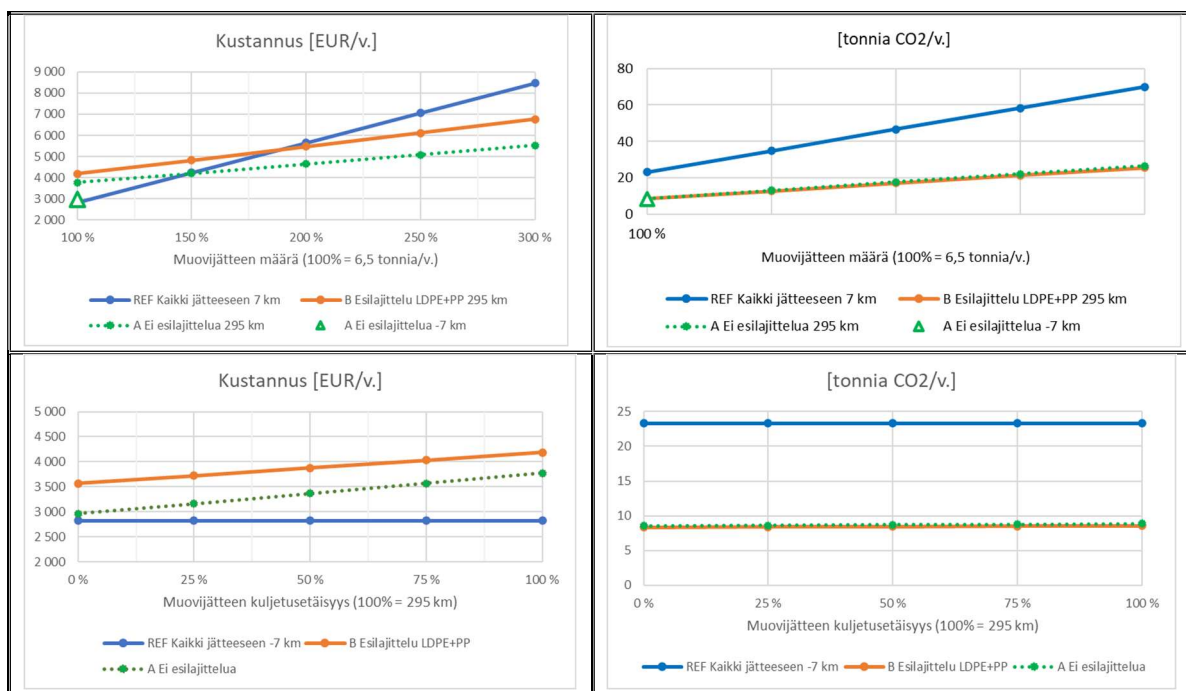 Kustannus [EUR/v.]
9 000
8 000
7 000
6 000
5 000
4 000
3 000
2 000
100 % 150 % 200 % 250 % 300 %
Muovijätteen määrä (100% = 6,5 tonnia/v.)
REF Kaikki jätteeseen 7 km B Esilajittelu LDPE+PP 295 km
A Ei esilajittelua 295 km A Ei esilajittelua -7 km
[tonnia CO2/v.]
80
60
40
20
0
100 %
Muovijätteen määrä (100% = 6,5 tonnia/v.)
REF Kaikki jätteeseen 7 km B Esilajittelu LDPE+PP 295 km
A Ei esilajittelua 295 km A Ei esilajittelua -7 km
Kustannus [EUR/v.]
5 000
4 500
4 000
3 500
3 000
2 500
2 000
0 % 25 % 50 % 75 % 100 %
Muovijätteen kuljetusetäisyys (100% = 295 km)
REF Kaikki jätteeseen -7 km B Esilajittelu LDPE+PP
A Ei esilajittelua
[tonnia CO2/v.]
25
20
15
10
5
0
0 % 25 % 50 % 75 % 100 %
Muovijätteen kuljetusetäisyys (100% = 295 km)
REF Kaikki jätteeseen -7 km B Esilajittelu LDPE+PP A Ei esilajittelua